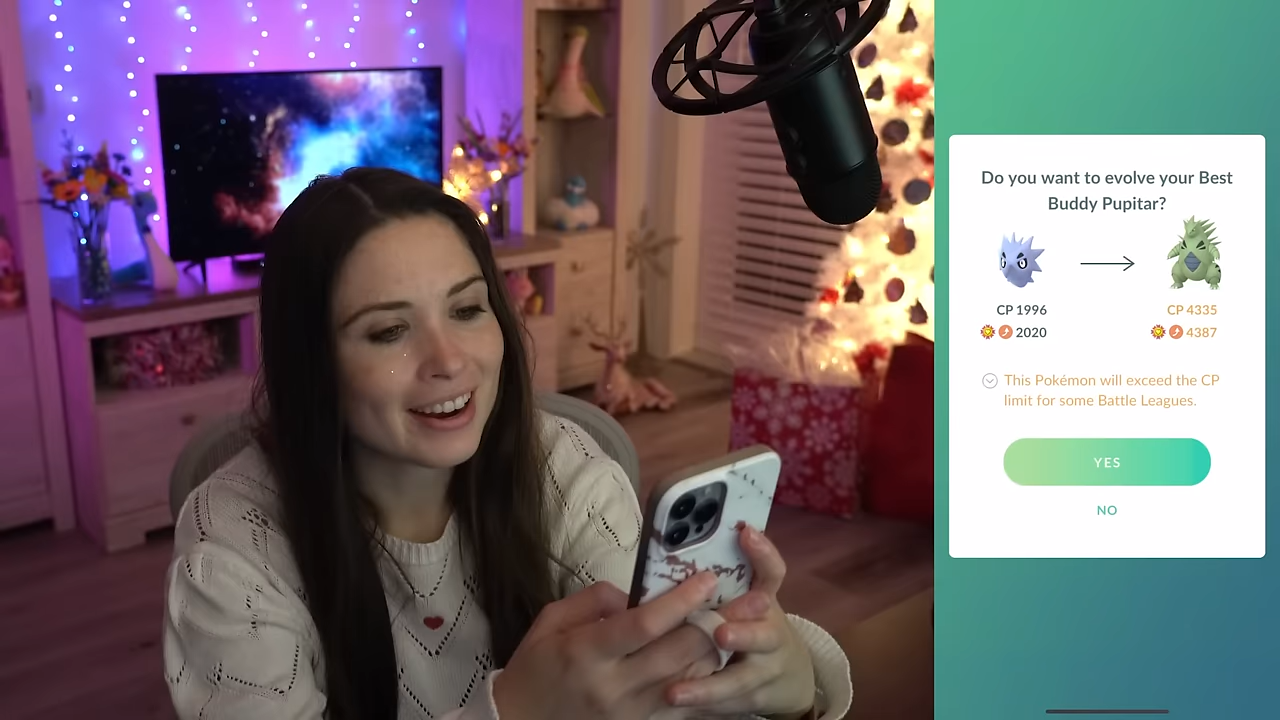 Do you want to evolve your Best
Buddy Pupitar?
CP 1996
CP 4335
2020
4387
This Pokémon will exceed the CP
limit for some Battle Leagues.
YES
NO